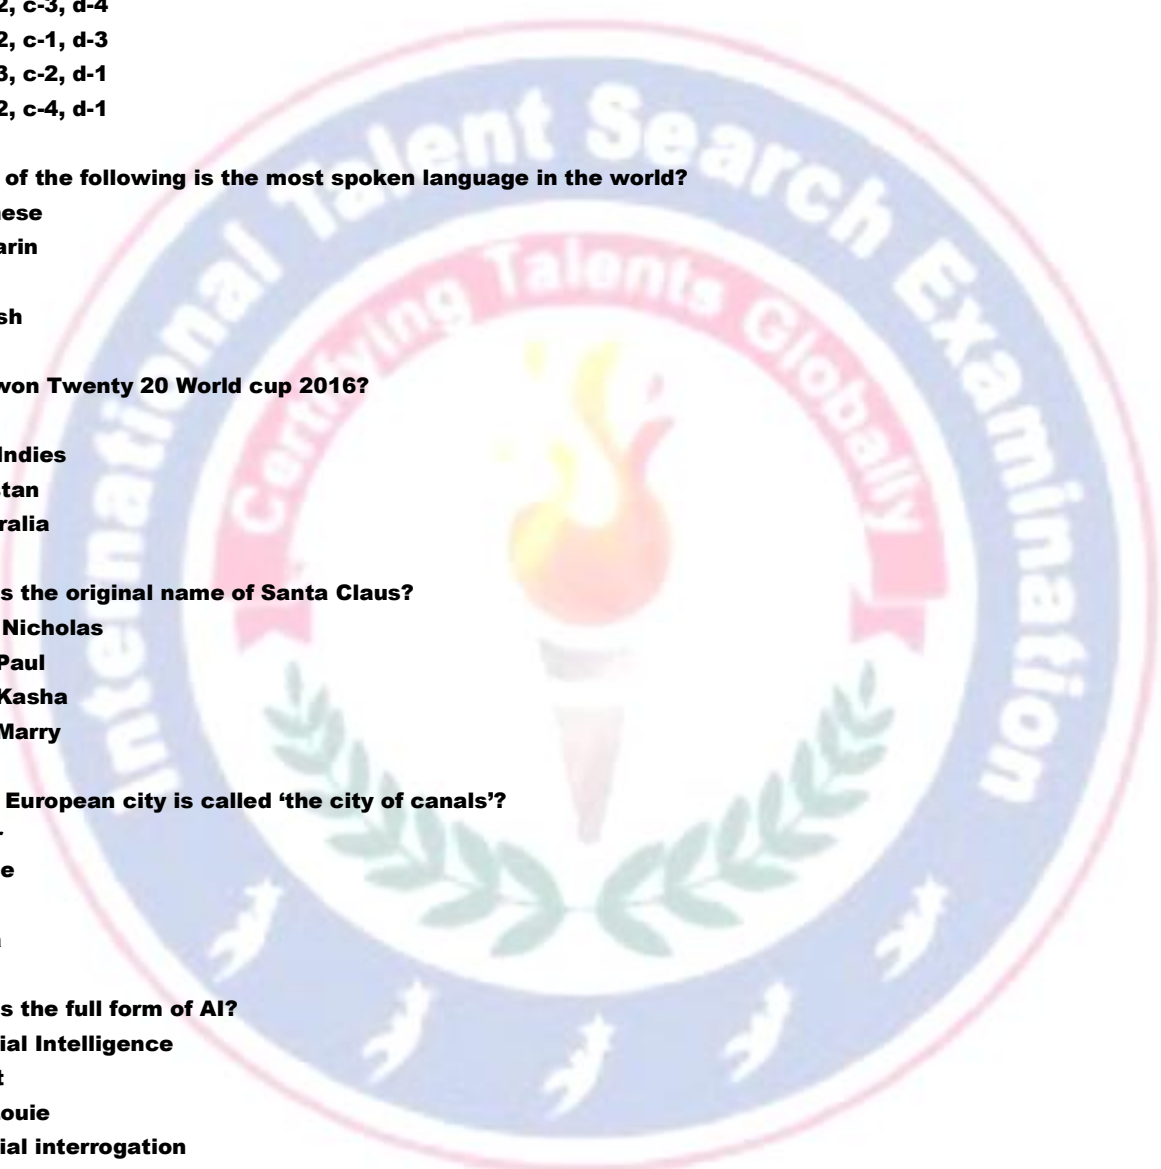 2, c-3, d-4
2, c-1, d-3
3, c-2, d-1
2, c-4, d-1
of the following is the most spoken language in the world?
nese
arin
sh
won Twenty 20 World cup 2016?
Indies
stan
ralia
s the original name of Santa Claus?
Nicholas
Paul
Kasha
Marry
European city is called ‘the city of canals’?
e
s the full form of AI?
ial Intelligence
t
ouie
ial interrogation
International Talent Search Examination
Certifying Talents Globally